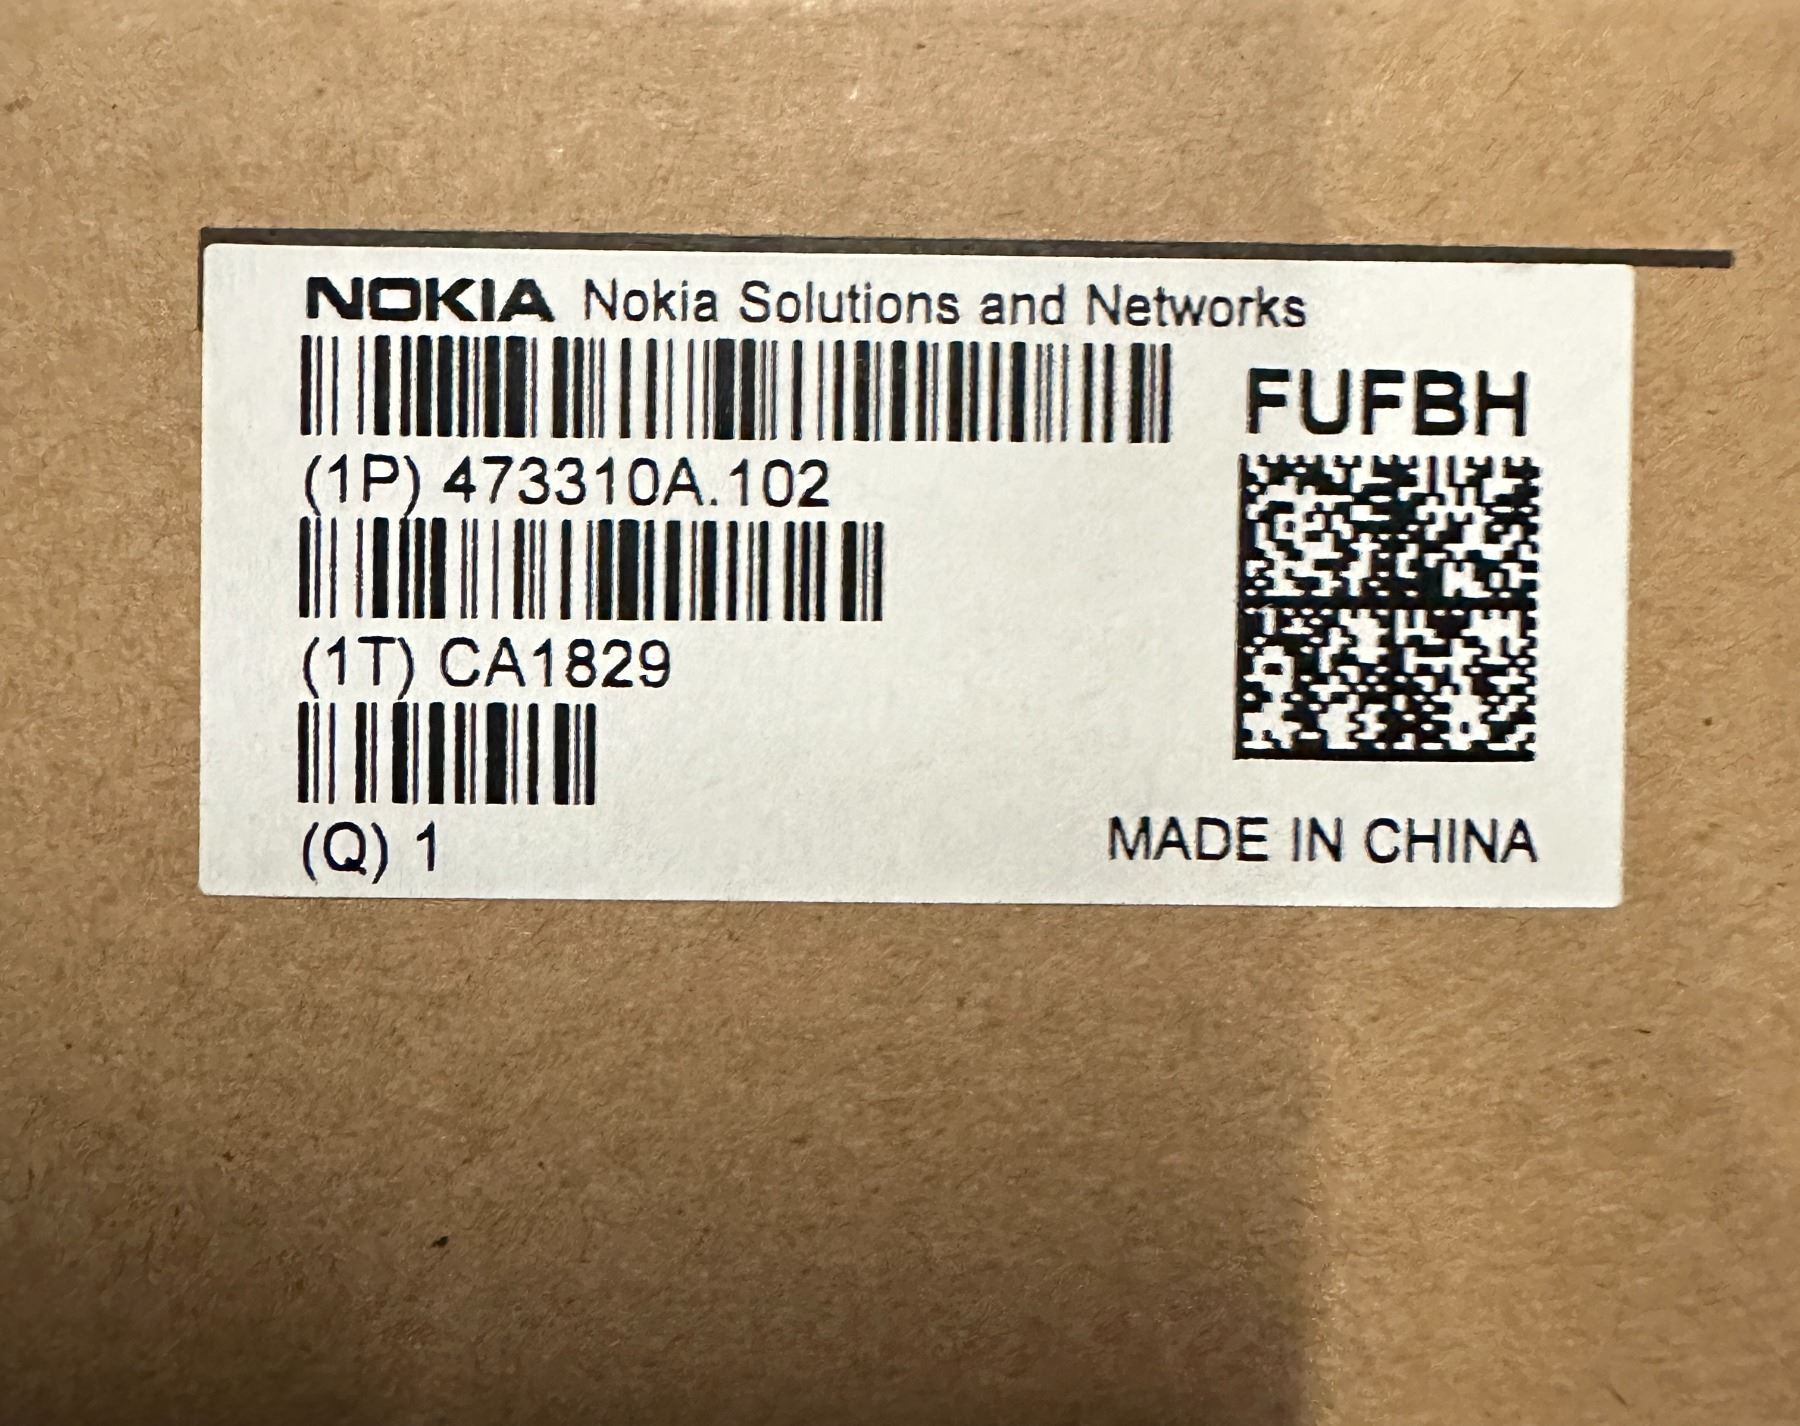 NOKIA Nokia Solutions and Networks
FUFBH
(1P) 473310A.102
(1T) CA1829
(Q) 1
MADE IN CHINA